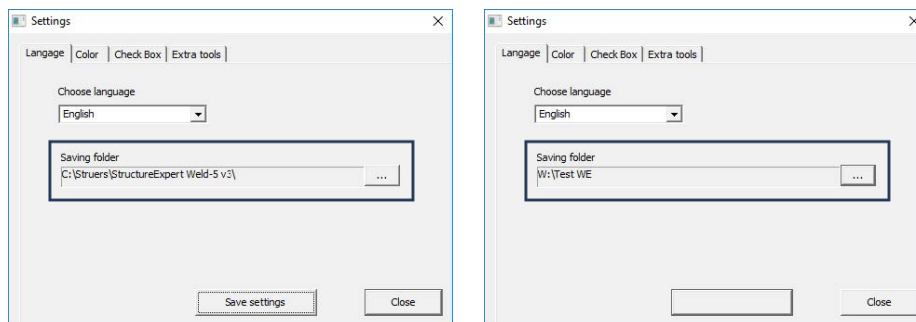 Settings
Langage Color Check Box Extra tools
Choose language
English
Saving folder
C:\Struers\StructureExpert Weld-5 v3\ ...
Save settings Close
Settings
Langage Color Check Box Extra tools
Choose language
English
Saving folder
W:\Test WE ...
Close